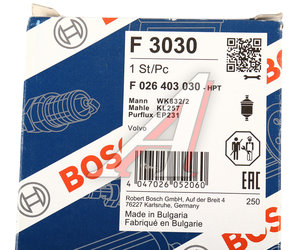 BOSCH
F 3030
1 St/Pc
F 026 403 030 - HPT
Mann WK832/2
Mahle KL257
Purflux EP231
Volvo
4 047026 052060
EAC
250
Robert Bosch GmbH, Auf der Breit 4
76227 Karlsruhe, Germany
Made in Bulgaria
Fabriqué en Bulgarie